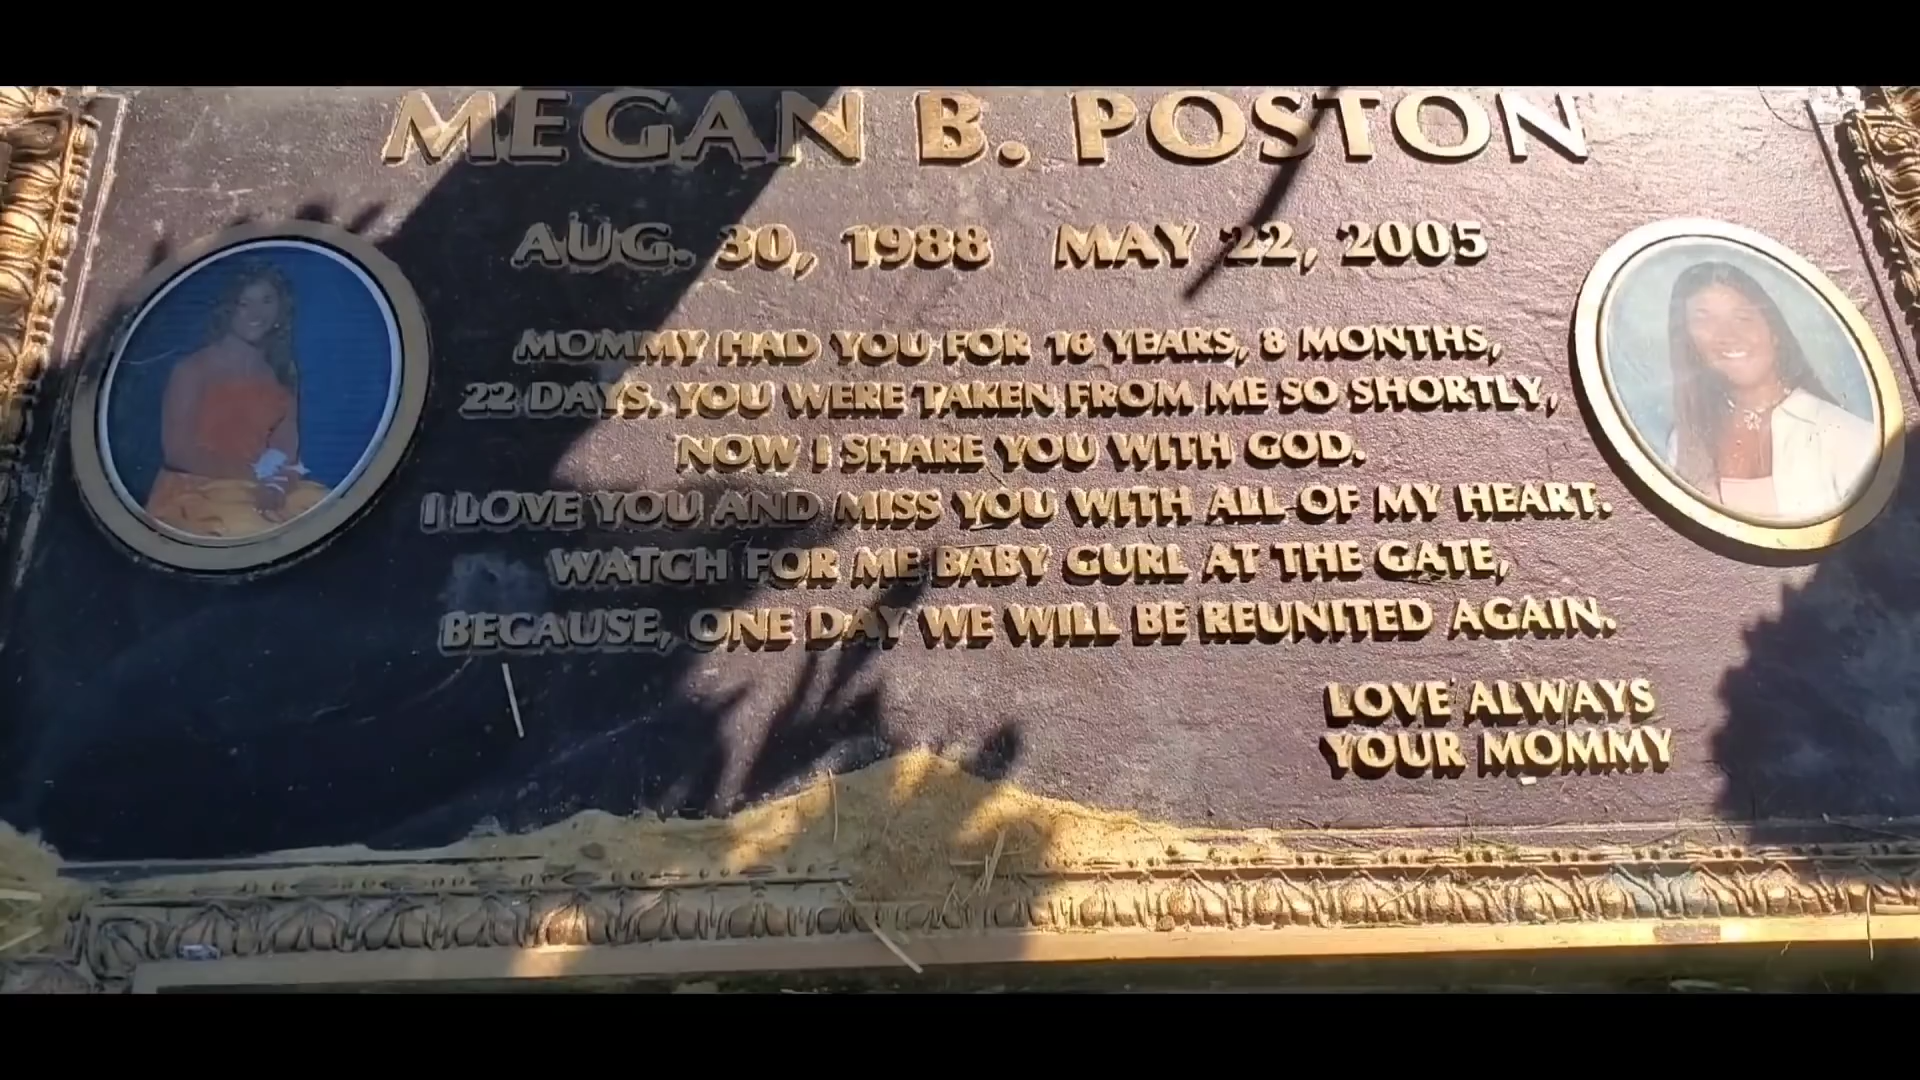 MEGAN B. POSTON
AUG. 30, 1988 MAY 22, 2005
MOMMY HAD YOU FOR 16 YEARS, 8 MONTHS,
22 DAYS. YOU WERE TAKEN FROM ME SO SHORTLY,
NOW I SHARE YOU WITH GOD.
I LOVE YOU AND MISS YOU WITH ALL OF MY HEART.
WATCH FOR ME BABY GURL AT THE GATE,
BECAUSE, ONE DAY WE WILL BE REUNITED AGAIN.
LOVE ALWAYS
YOUR MOMMY